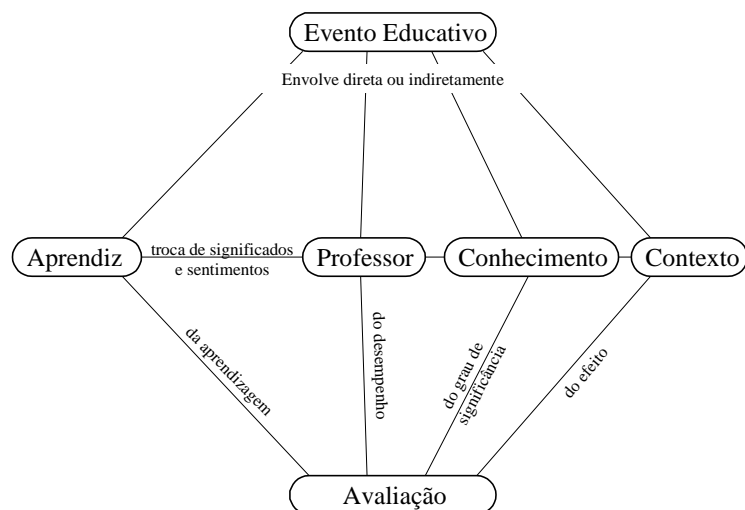 Evento Educativo
Envolve direta ou indiretamente
Aprendiz
troca de significados
e sentimentos
Professor
Conhecimento
Contexto
da aprendizagem
do desempenho
do grau de
significância
do efeito
Avaliação